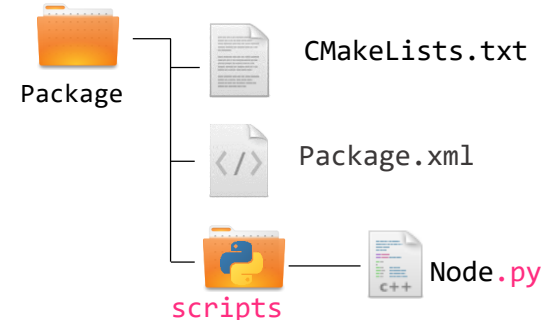 CMakeLists.txt
Package
Package.xml
</>
c++
Node.py
scripts